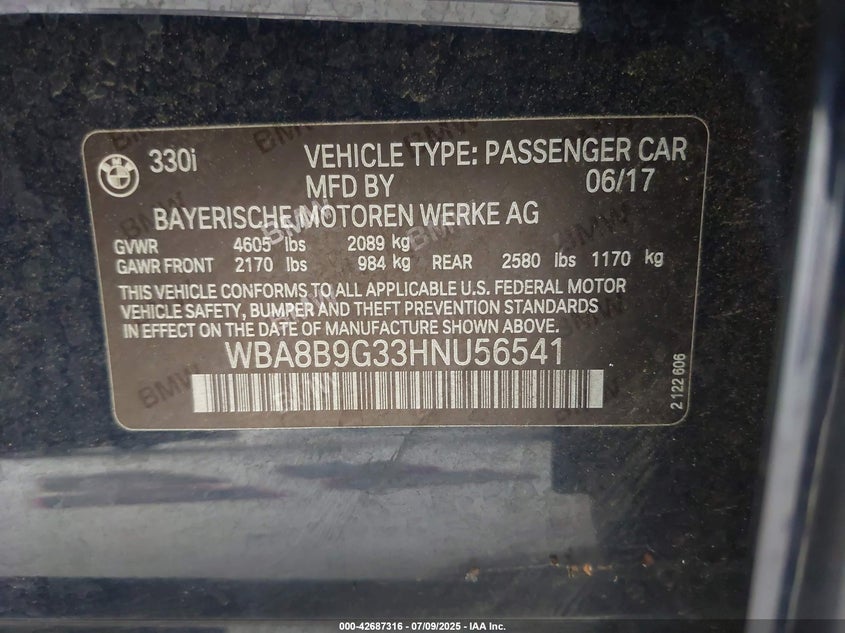 330i VEHICLE TYPE: PASSENGER CAR
MFD BY 06/17
BAYERISCHE MOTOREN WERKE AG
GVWR 4605 lbs 2089 kg
GAWR FRONT 2170 lbs 984 kg REAR 2580 lbs 1170 kg
THIS VEHICLE CONFORMS TO ALL APPLICABLE U.S. FEDERAL MOTOR
VEHICLE SAFETY, BUMPER AND THEFT PREVENTION STANDARDS
IN EFFECT ON THE DATE OF MANUFACTURE SHOWN ABOVE.
WBA8B9G33HNU56541
2 122 606
000-42687316 | 07/09/2025 - IAA Inc.